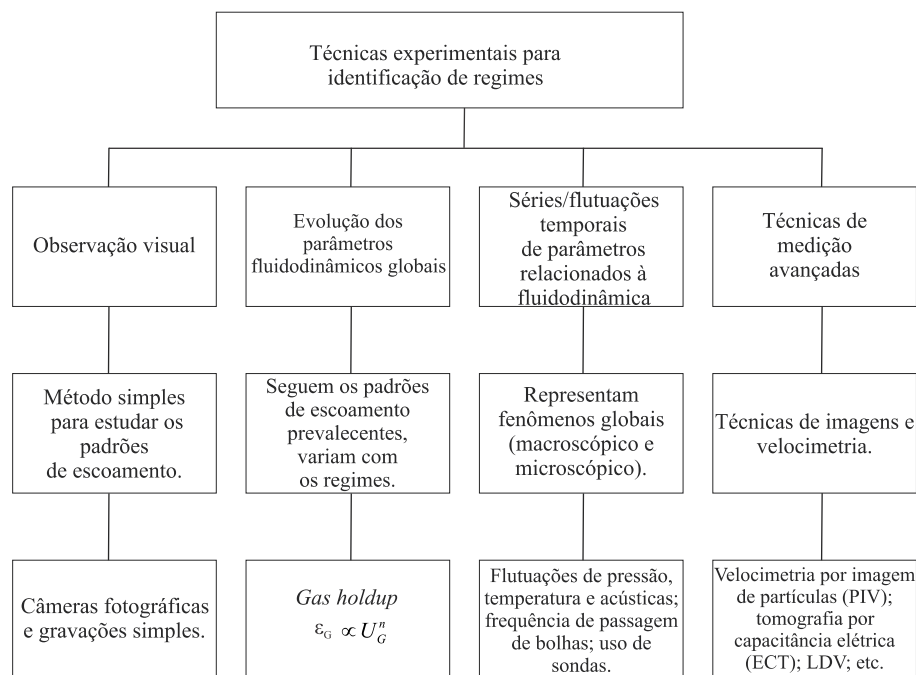 Técnicas experimentais para
identificação de regimes
Observação visual
Evolução dos
parâmetros
fluidodinâmicos globais
Séries/flutuações
temporais
de parâmetros
relacionados à
fluidodinâmica
Técnicas de
medição
avançadas
Método simples
para estudar os
padrões
de escoamento.
Seguem os padrões
de escoamento
prevalecentes,
variam com
os regimes.
Representam
fenômenos globais
(macroscópico e
microscópico).
Técnicas de imagens e
velocimetria.
Câmeras fotográficas
e gravações simples.
Gas holdup
ε_G ∝ U_G^n
Flutuações de pressão,
temperatura e acústicas;
frequência de passagem
de bolhas; uso de
sondas.
Velocimetria por imagem
de partículas (PIV);
tomografia por
capacitância elétrica
(ECT); LDV; etc.